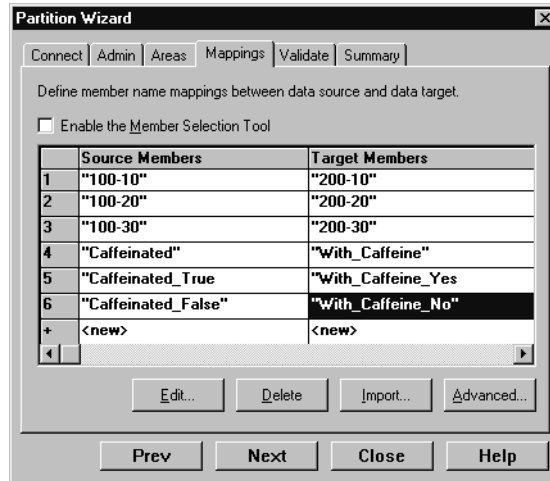 Partition Wizard
Connect Admin Areas Mappings Validate Summary
Define member name mappings between data source and data target.
Enable the Member Selection Tool
Source Members Target Members
1 "100-10" "200-10"
2 "100-20" "200-20"
3 "100-30" "200-30"
4 "Caffeinated" "With_Caffeine"
5 "Caffeinated_True "With_Caffeine_Yes
6 "Caffeinated_False" "With_Caffeine_No"
+ <new> <new>
Edit... Delete Import... Advanced...
Prev Next Close Help